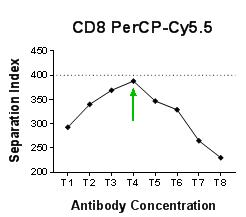 CD8 PerCP-Cy5.5
Separation Index
450
400
350
300
250
200
T1 T2 T3 T4 T5 T6 T7 T8
Antibody Concentration